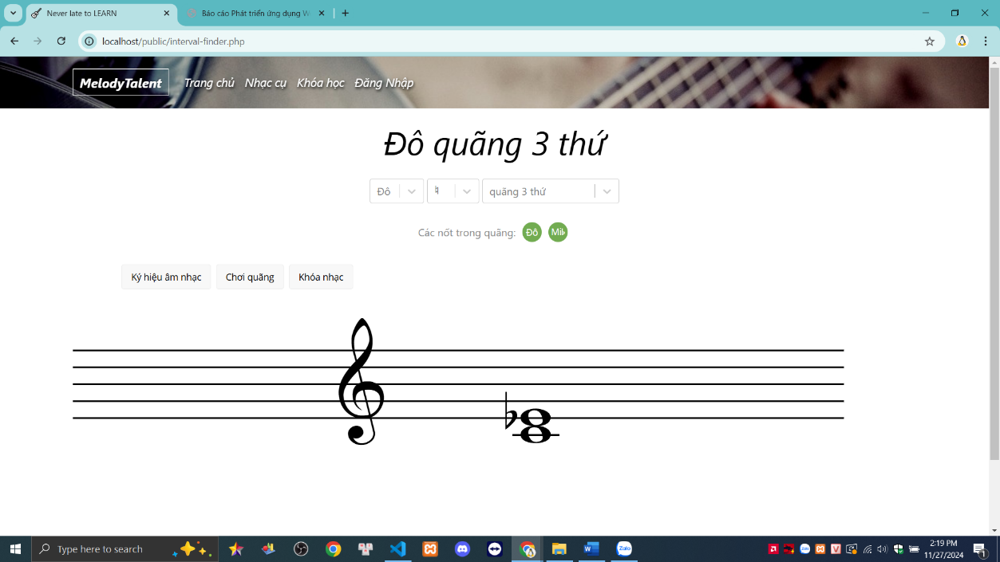 Never late to LEARN
Báo cáo Phát triển ứng dụng W
localhost/public/interval-finder.php
MelodyTalent Trang chủ Nhạc cụ Khóa học Đăng Nhập
Đô quãng 3 thứ
Đô ♮ quãng 3 thứ
Các nốt trong quãng: Đô Mi♭
Ký hiệu âm nhạc Chơi quãng Khóa nhạc
Type here to search
Zalo
2:19 PM
11/27/2024
1